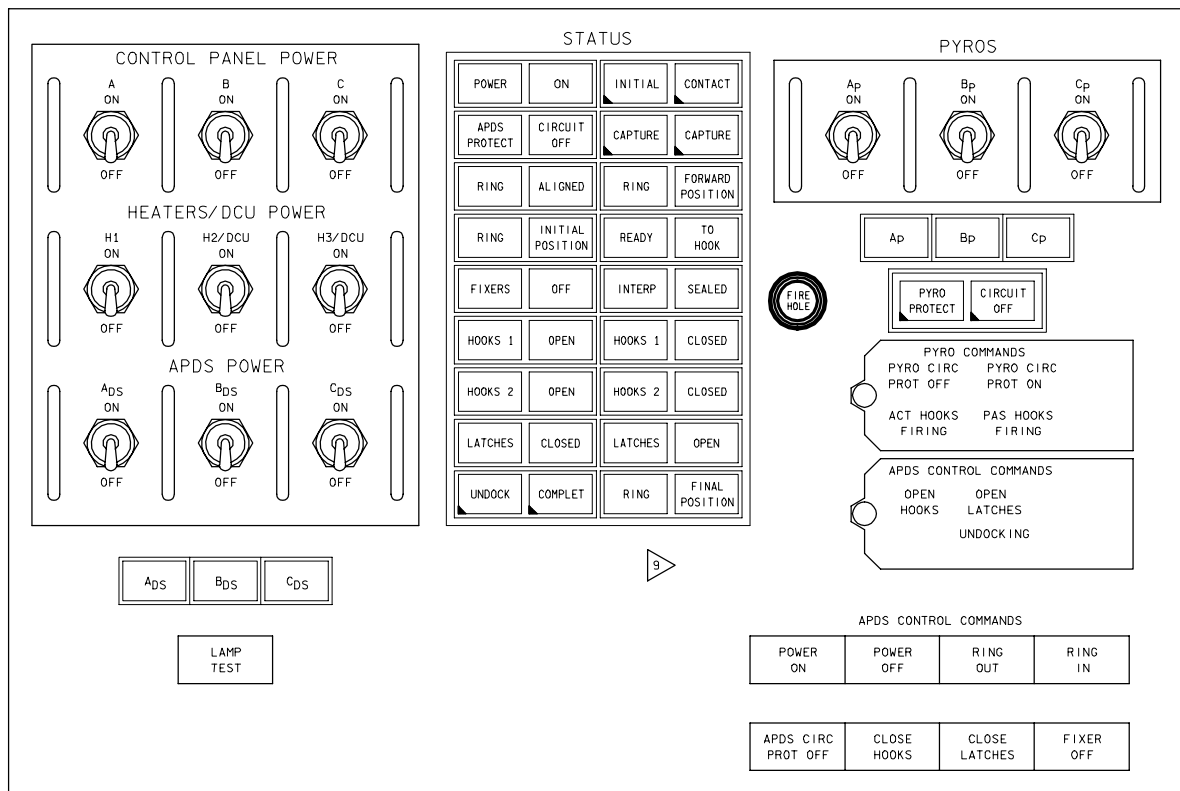 CONTROL PANEL POWER
A B C
ON ON ON
OFF OFF OFF
HEATERS/DCU POWER
H1 H2/DCU H3/DCU
ON ON ON
OFF OFF OFF
APDS POWER
ADS BDS CDS
ON ON ON
OFF OFF OFF
ADS BDS CDS
LAMP
TEST
STATUS
POWER ON INITIAL CONTACT
APDS CIRCUIT
PROTECT OFF CAPTURE CAPTURE
RING ALIGNED RING FORWARD
POSITION
RING INITIAL READY TO
POSITION HOOK
FIXERS OFF INTERP SEALED
HOOKS 1 OPEN HOOKS 1 CLOSED
HOOKS 2 OPEN HOOKS 2 CLOSED
LATCHES CLOSED LATCHES OPEN
UNDOCK COMPLET RING FINAL
POSITION
9
PYROS
AP BP CP
ON ON ON
OFF OFF OFF
AP BP CP
FIRE
HOLE
PYRO CIRCUIT
PROTECT OFF
PYRO COMMANDS
PYRO CIRC PYRO CIRC
PROT OFF PROT ON
ACT HOOKS PAS HOOKS
FIRING FIRING
APDS CONTROL COMMANDS
OPEN OPEN
HOOKS LATCHES
UNDOCKING
APDS CONTROL COMMANDS
POWER POWER RING RING
ON OFF OUT IN
APDS CIRC CLOSE CLOSE FIXER
PROT OFF HOOKS LATCHES OFF